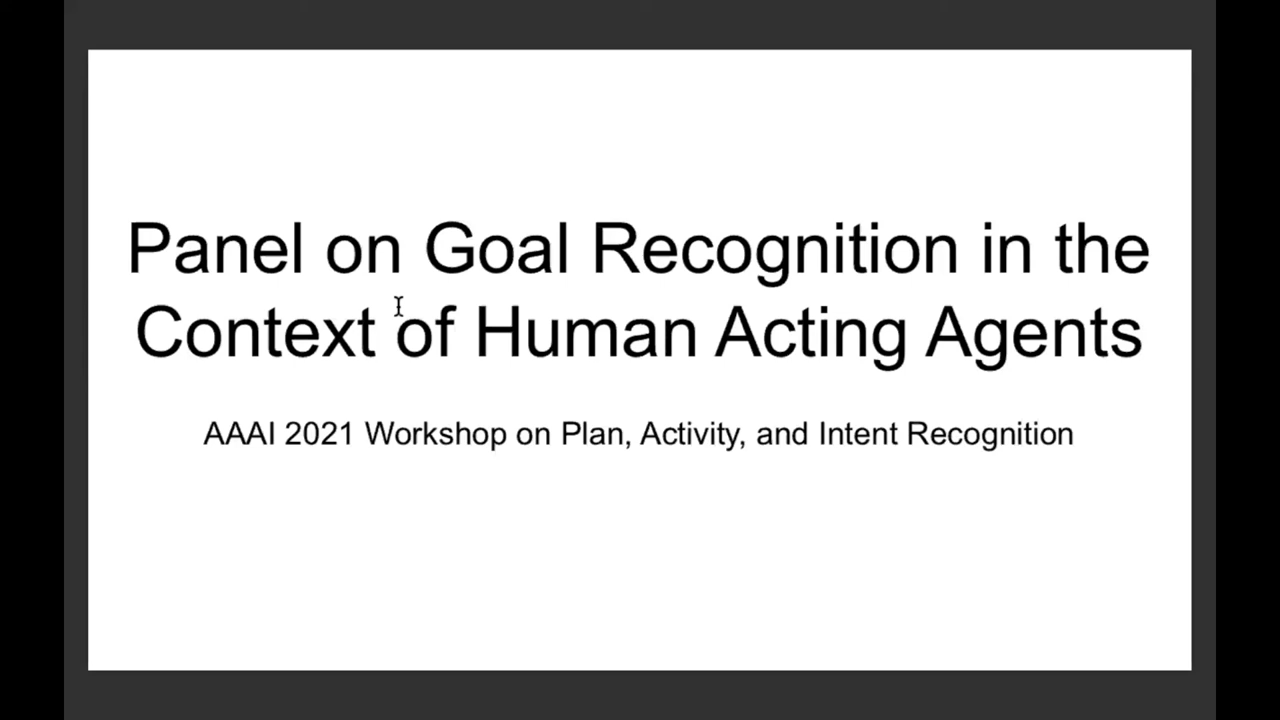 Panel on Goal Recognition in the
Context of Human Acting Agents
AAAI 2021 Workshop on Plan, Activity, and Intent Recognition